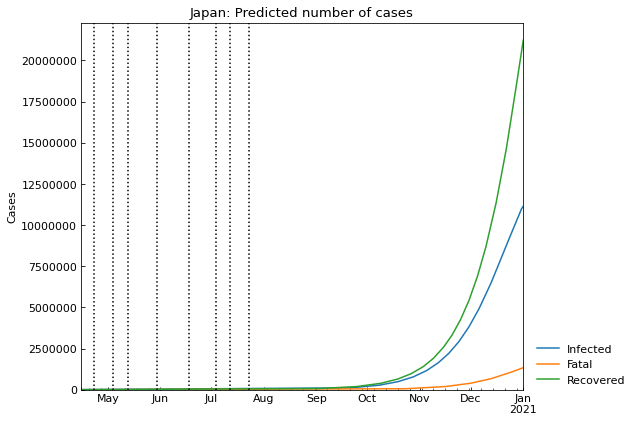 Japan: Predicted number of cases
20000000
17500000
15000000
12500000
10000000
7500000
5000000
2500000
0
Cases
May Jun Jul Aug Sep Oct Nov Dec Jan
2021
Infected
Fatal
Recovered